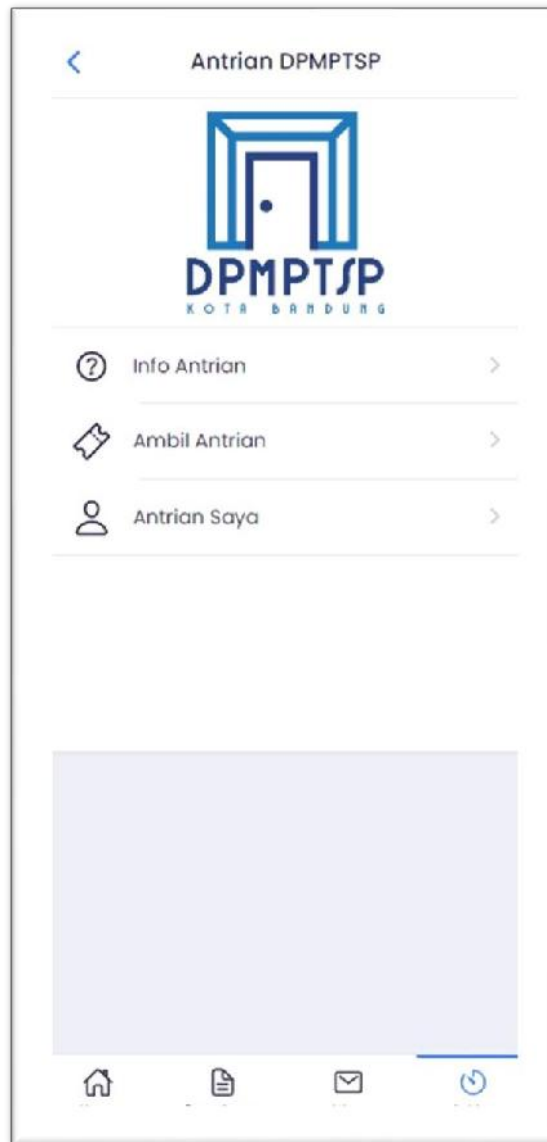 Antrian DPMPTSP
DPMPTSP
KOTA BANDUNG
Info Antrian
Ambil Antrian
Antrian Saya